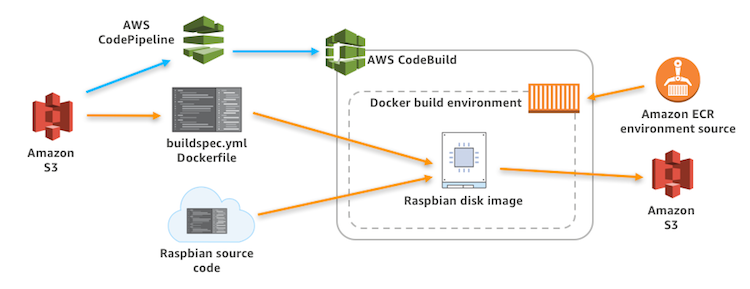 AWS
CodePipeline
AWS CodeBuild
Docker build environment
Amazon ECR
environment source
Amazon
S3
buildspec.yml
Dockerfile
Raspbian disk image
Amazon
S3
Raspbian source
code